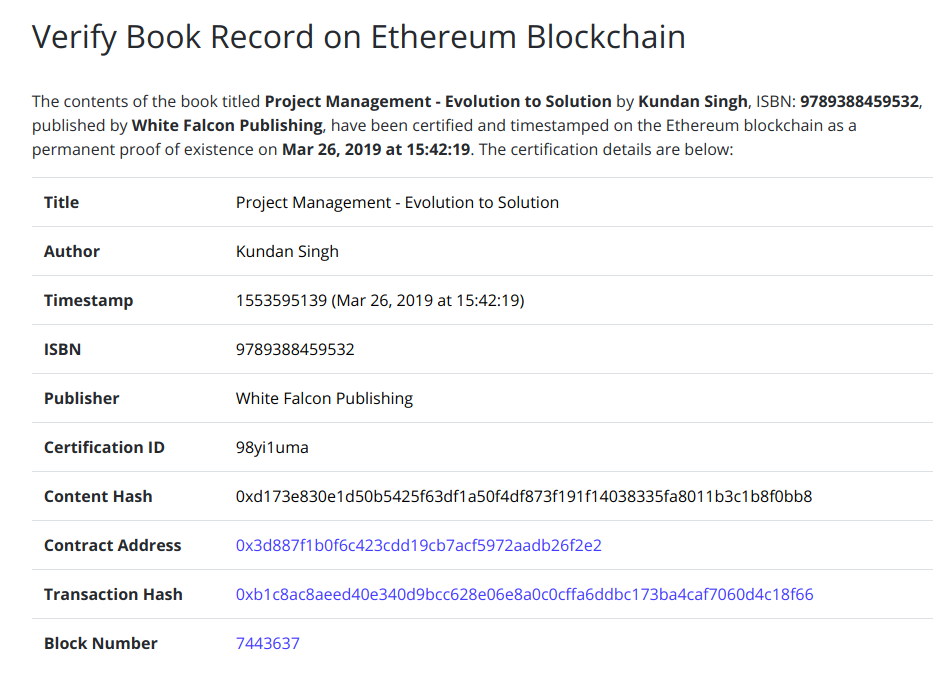 Verify Book Record on Ethereum Blockchain
The contents of the book titled Project Management - Evolution to Solution by Kundan Singh, ISBN: 9789388459532,
published by White Falcon Publishing, have been certified and timestamped on the Ethereum blockchain as a
permanent proof of existence on Mar 26, 2019 at 15:42:19. The certification details are below:
Title Project Management - Evolution to Solution
Author Kundan Singh
Timestamp 1553595139 (Mar 26, 2019 at 15:42:19)
ISBN 9789388459532
Publisher White Falcon Publishing
Certification ID 98yi1uma
Content Hash 0xd173e830e1d50b5425f63df1a50f4df873f191f14038335fa8011b3c1b8f0bb8
Contract Address 0x3d887f1b0f6c423cdd19cb7acf5972aadb26f2e2
Transaction Hash 0xb1c8ac8aeed40e340d9bcc628e06e8a0c0cffa6ddbc173ba4caf7060d4c18f66
Block Number 7443637